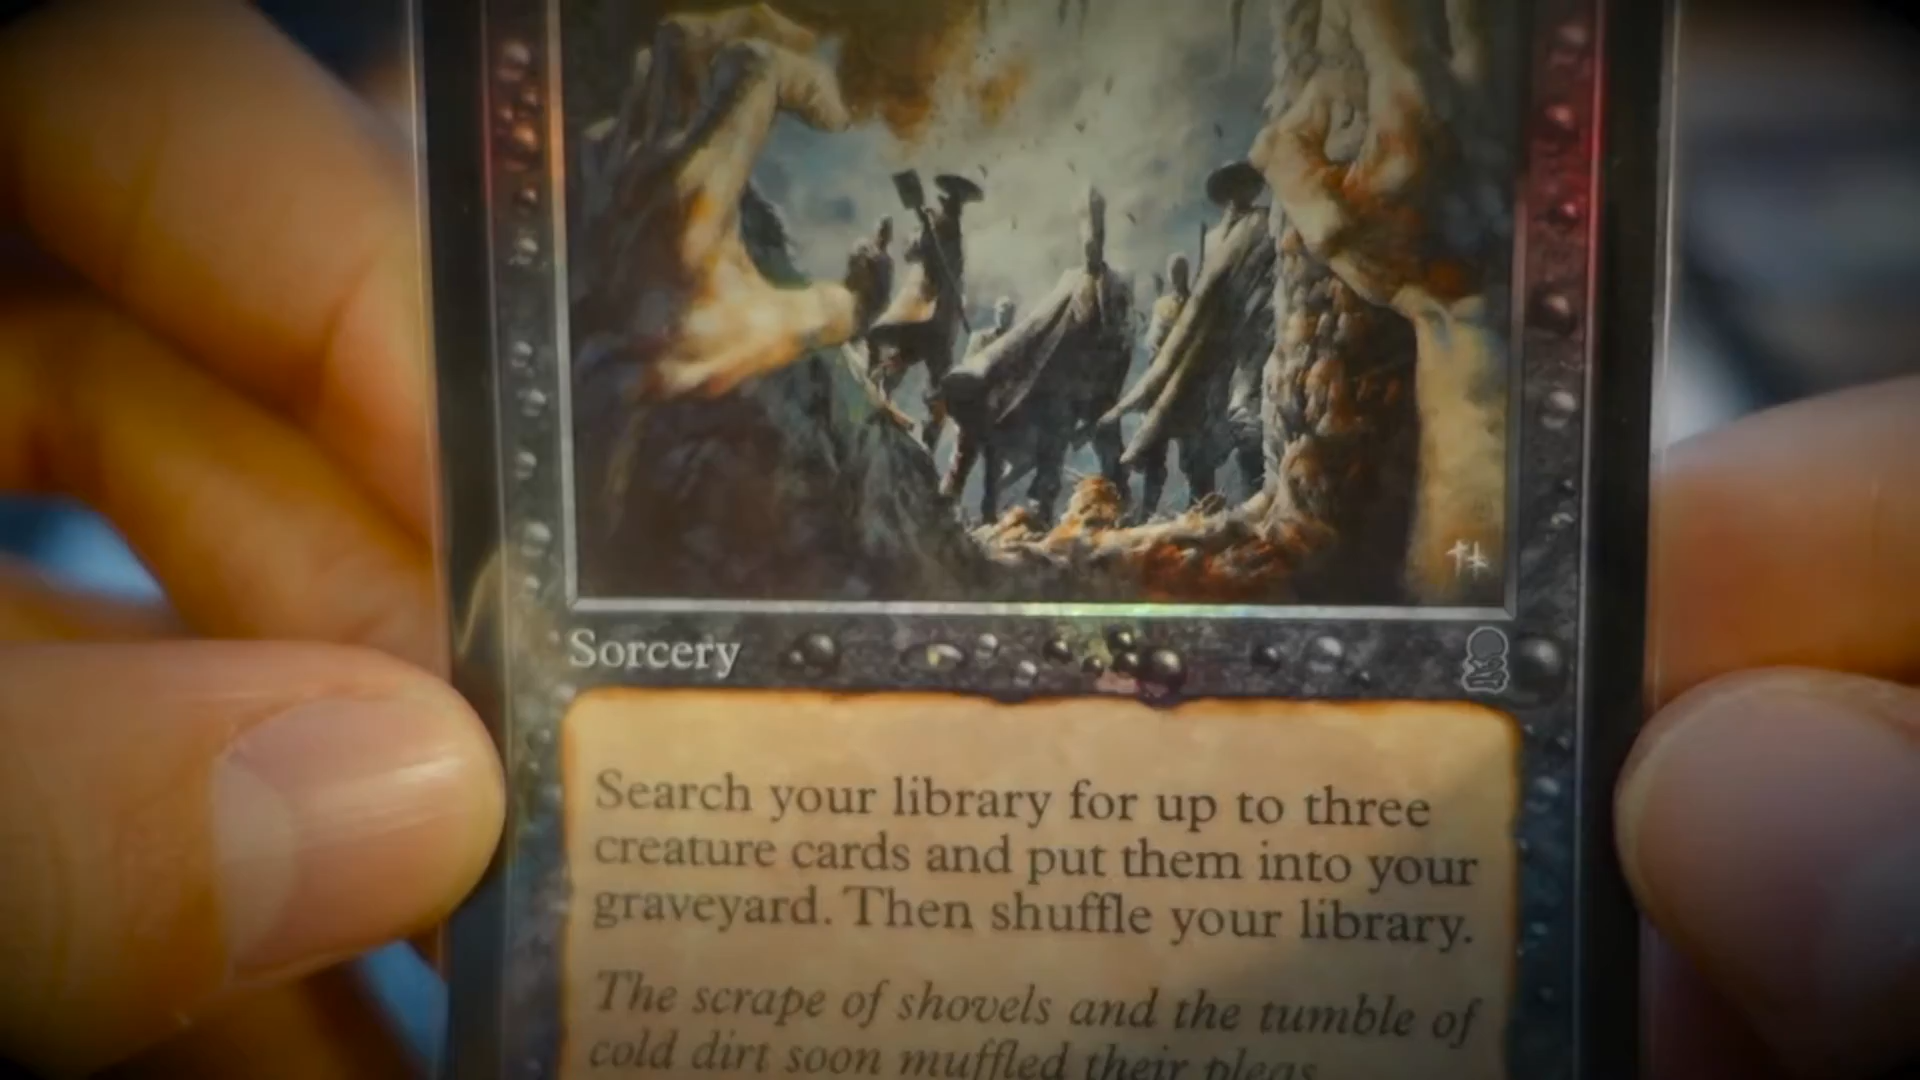 Sorcery
Search your library for up to three
creature cards and put them into your
graveyard. Then shuffle your library.
The scrape of shovels and the tumble of
cold dirt soon muffled their pleas